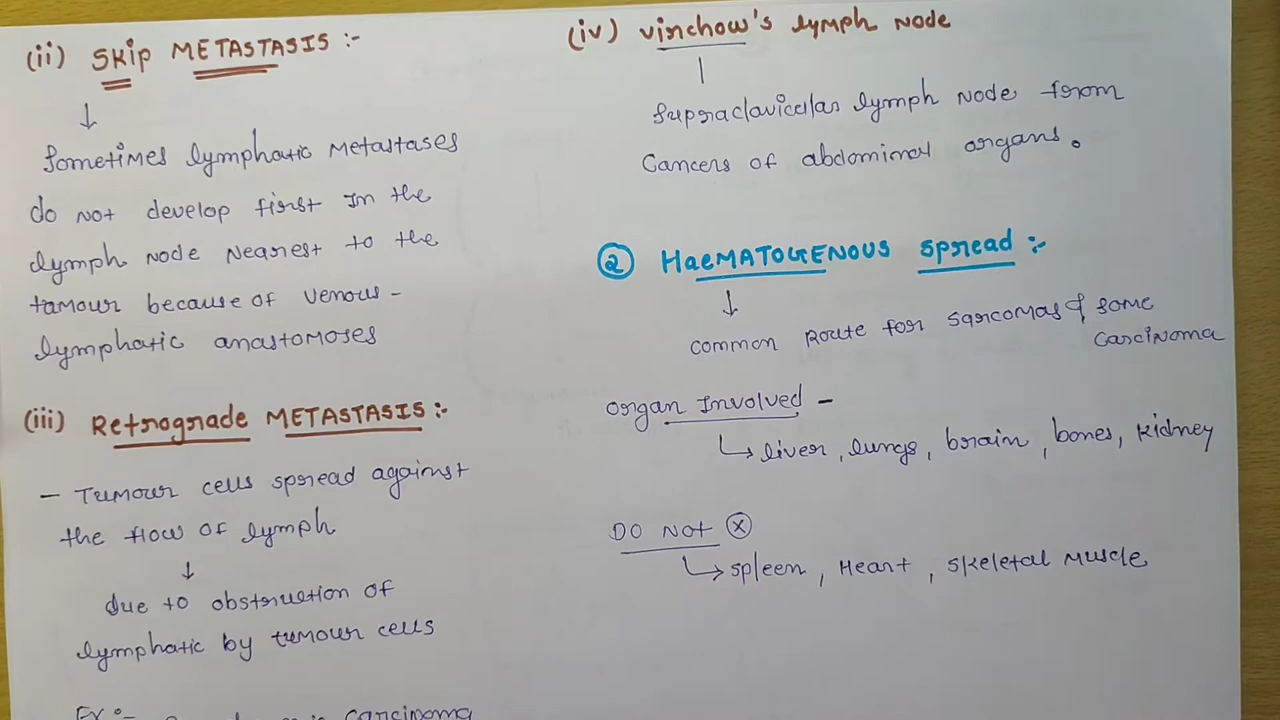 (ii) SKip METASTASIS :-
↓
Sometimes lymphatic Metastases
do Not develop first In the
lymph Node Nearest to the
tamour because of venous -
lymphatic anastomoses
(iii) Retrograde METASTASIS :-
- Tumour cells spread against
the flow of lymph
↓
due to obstruction of
lymphatic by tumour cells
Ex :- carcinoma
(iv) Virchow's lymph Node
Supraclavicular lymph Node from
Cancers of abdominal organs.
② HaeMATOGENOUS Spread :-
↓
common Route for sarcomas & some
carciNoma
organ Involved -
↳ liver, lungs, brain, bones, kidney
DO Not ⓧ
↳ spleen, Heart, skeletal Muscle